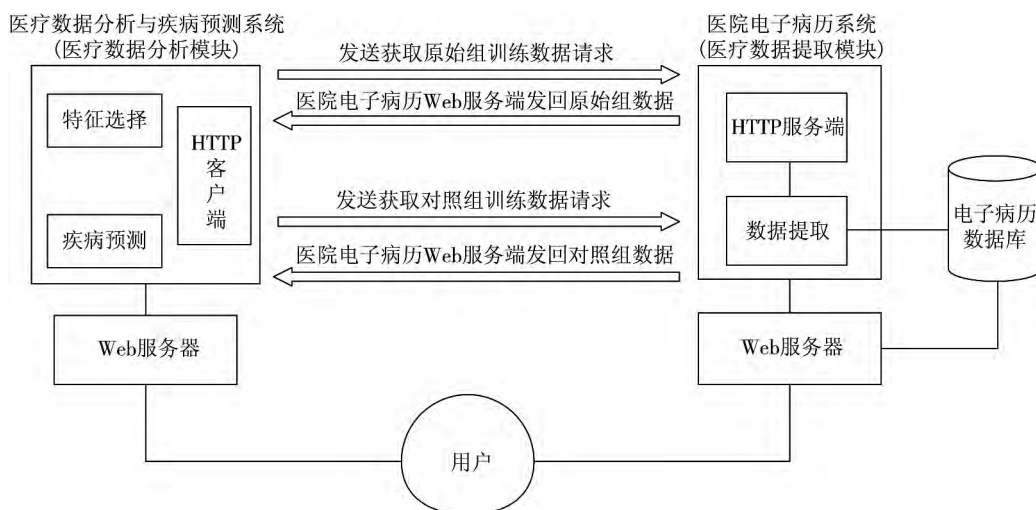 医疗数据分析与疾病预测系统
(医疗数据分析模块)
医院电子病历系统
(医疗数据提取模块)
发送获取原始组训练数据请求
医院电子病历Web服务端发回原始组数据
特征选择
HTTP
客
户
端
HTTP服务端
发送获取对照组训练数据请求
疾病预测
数据提取
电子病历
数据库
医院电子病历Web服务端发回对照组数据
Web服务器
Web服务器
用户